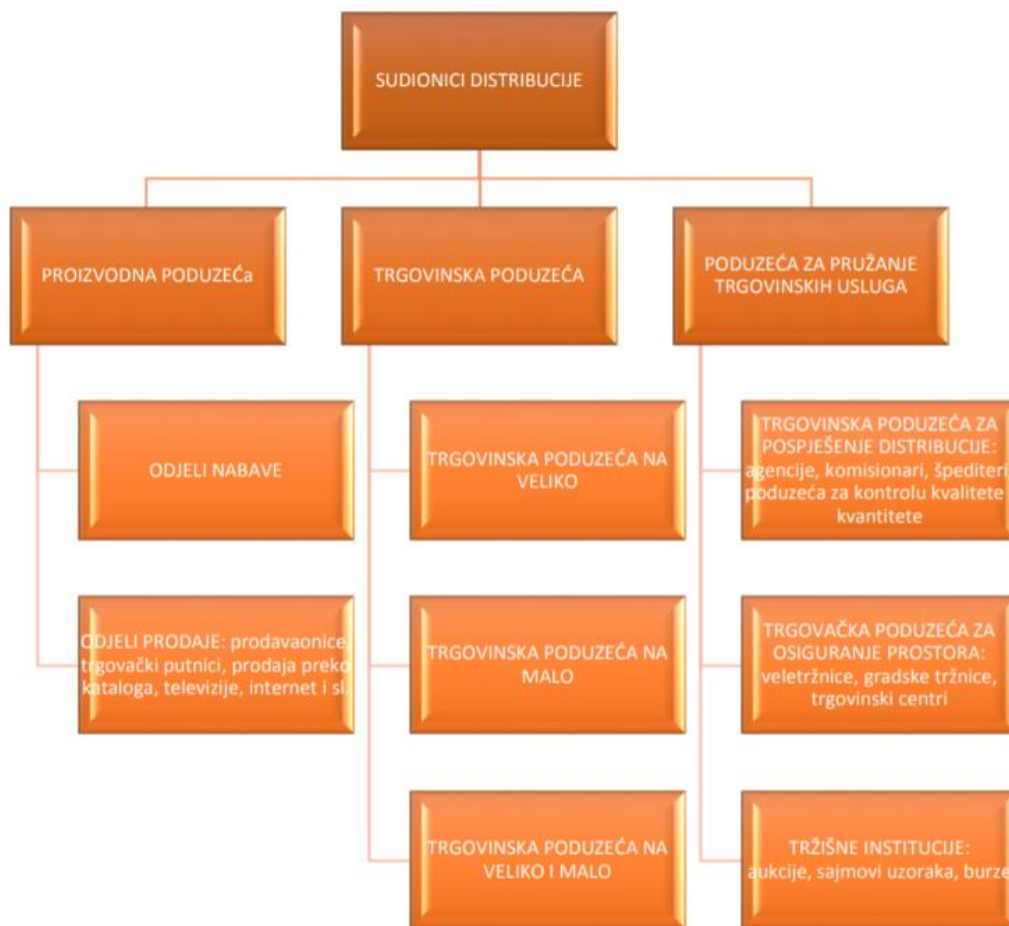 SUDIONICI DISTRIBUCIJE
PROIZVODNA PODUZEĆa
TRGOVINSKA PODUZEĆA
PODUZEĆA ZA PRUŽANJE
TRGOVINSKIH USLUGA
ODJELI NABAVE
ODJELI PRODAJE: prodavaonice,
trgovački putnici, prodaja preko
kataloga, televizije, internet i sl.
TRGOVINSKA PODUZEĆA NA
VELIKO
TRGOVINSKA PODUZEĆA NA
MALO
TRGOVINSKA PODUZEĆA NA
VELIKO I MALO
TRGOVINSKA PODUZEĆA ZA
POSPJEŠENJE DISTRIBUCIJE:
agencije, komisionari, špediteri
poduzeća za kontrolu kvalitete
kvantitete
TRGOVAČKA PODUZEĆA ZA
OSIGURANJE PROSTORA:
veletržnice, gradske tržnice,
trgovinski centri
TRŽIŠNE INSTITUCIJE:
aukcije, sajmovi uzoraka, burze